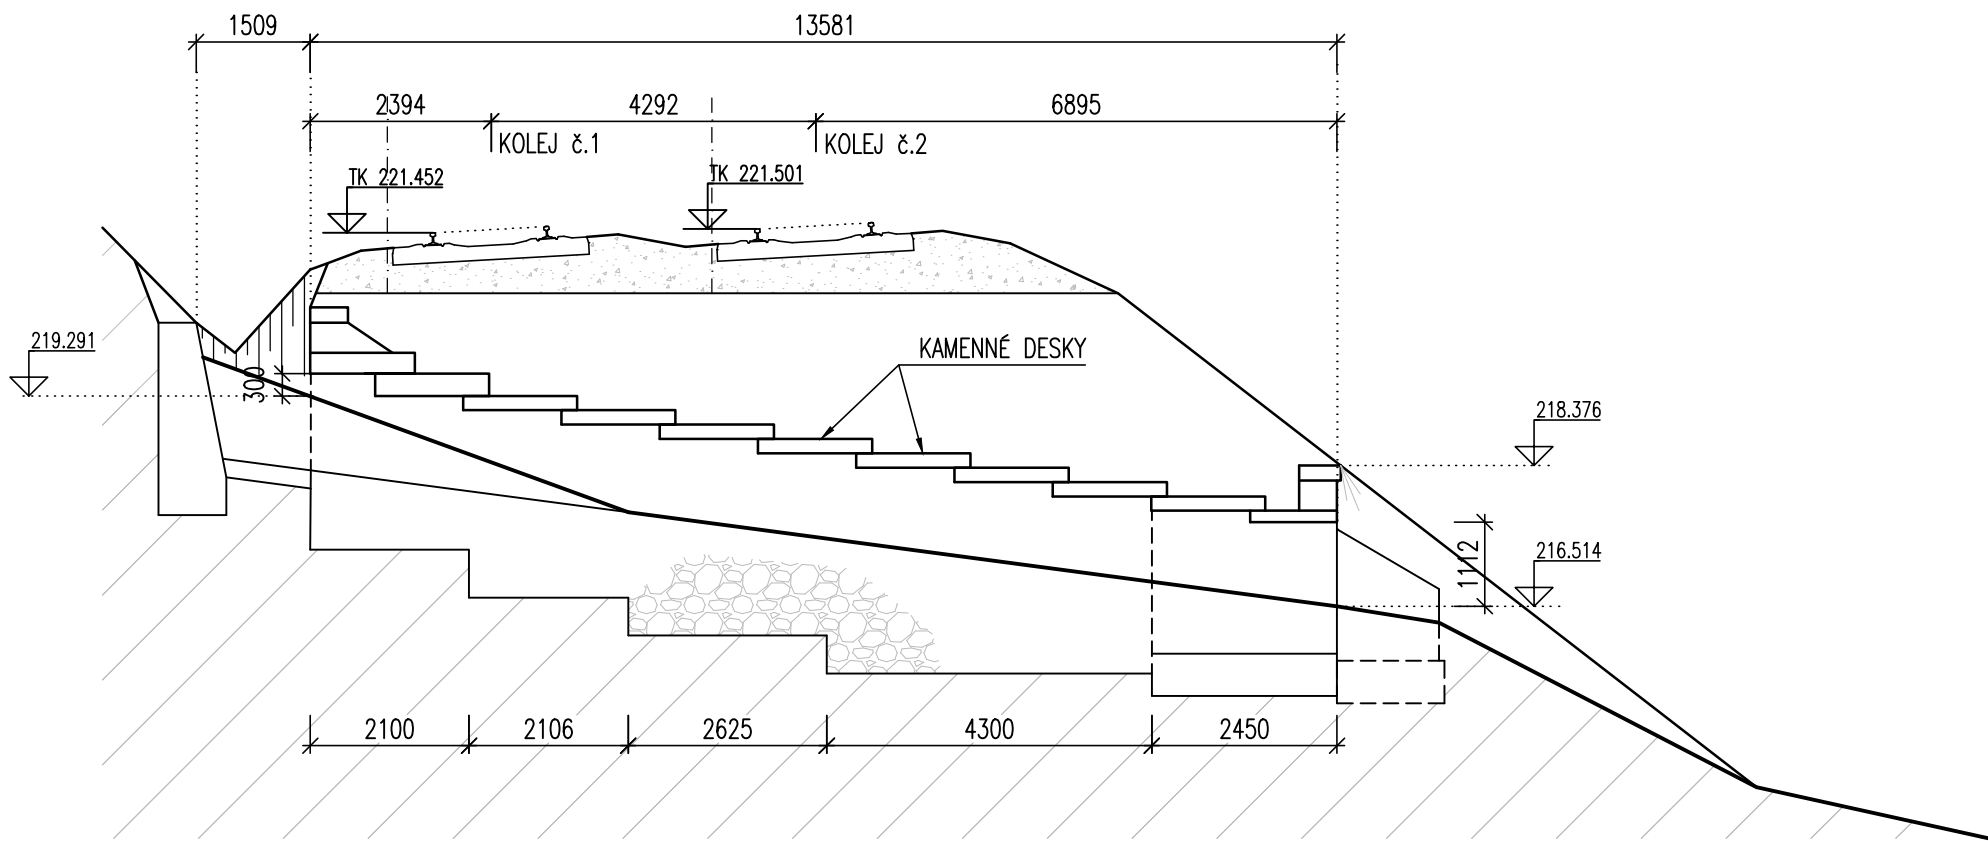 1509 13581
2394 4292 6895
KOLEJ č.1 KOLEJ č.2
TK 221.452 TK 221.501
219.291
300
KAMENNÉ DESKY
218.376
1112
216.514
2100 2106 2625 4300 2450